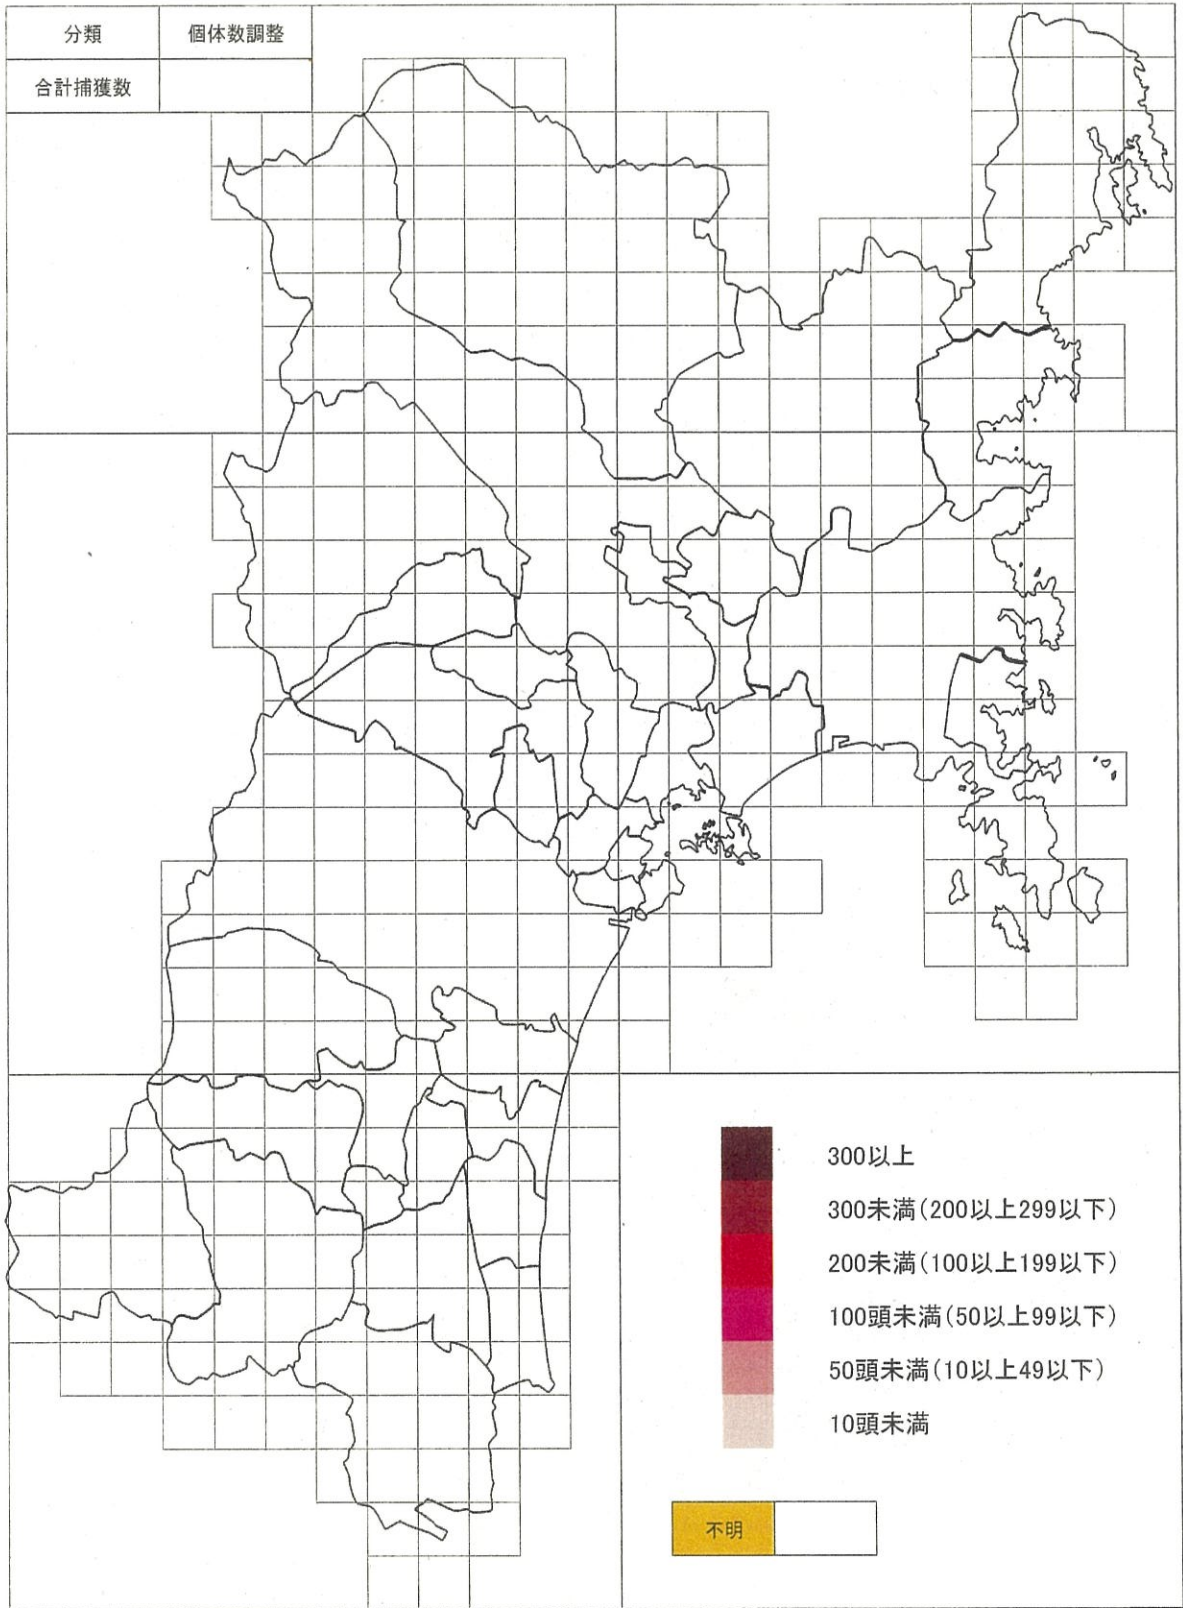 分類 個体数調整
合計捕獲数
300以上
300未満(200以上299以下)
200未満(100以上199以下)
100頭未満(50以上99以下)
50頭未満(10以上49以下)
10頭未満
不明